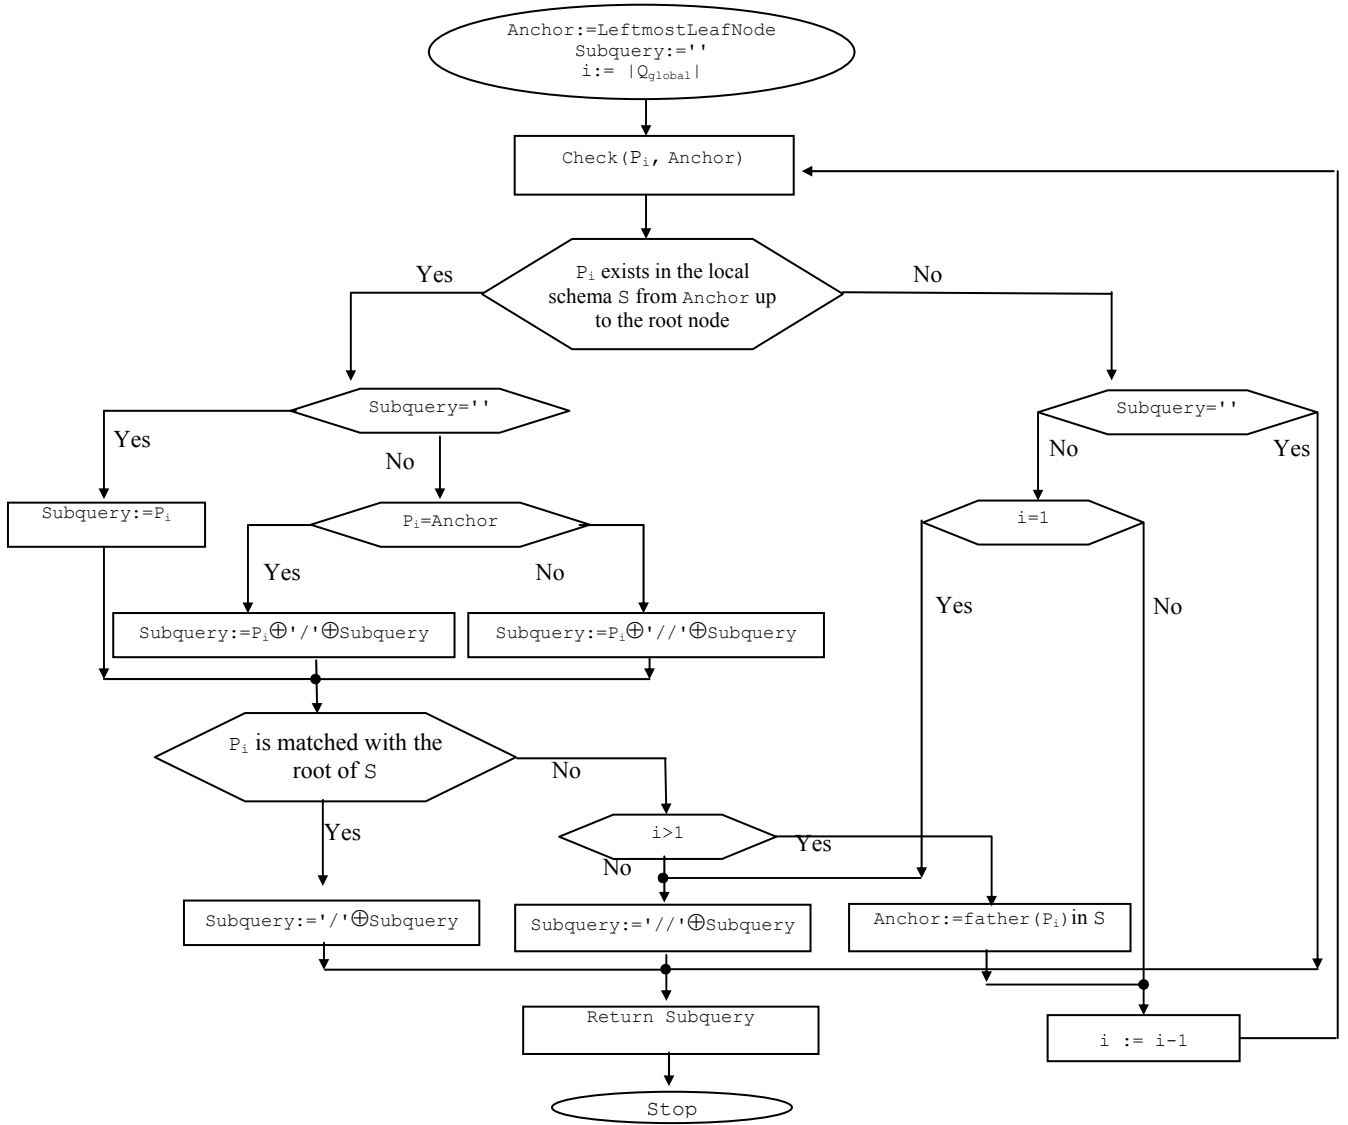 Anchor:=LeftmostLeafNode
Subquery:=''
i:= |Qglobal|
Check(Pi, Anchor)
Pi exists in the local
schema S from Anchor up
to the root node
Yes
No
Subquery=''
Subquery=''
Yes
No
No
Yes
Subquery:=Pi
Pi=Anchor
i=1
Yes
No
Yes
No
Subquery:=Pi⊕'/'⊕Subquery
Subquery:=Pi⊕'//'⊕Subquery
Pi is matched with the
root of S
No
Yes
i>1
Yes
No
Subquery:='/'⊕Subquery
Subquery:='//'⊕Subquery
Anchor:=father(Pi)in S
Return Subquery
i := i-1
Stop